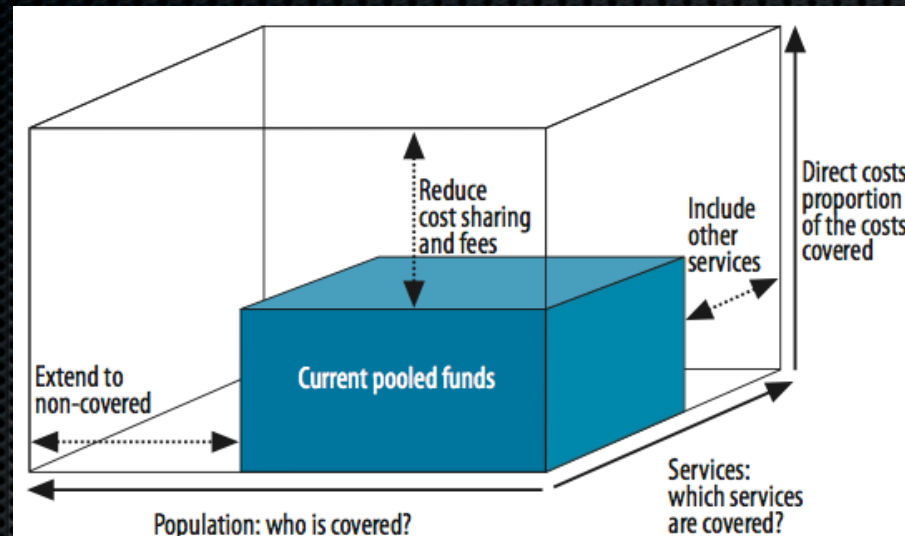 Reduce
cost sharing
and fees
Include
other
services
Direct costs
proportion
of the costs
covered
Extend to
non-covered
Current pooled funds
Services:
which services
are covered?
Population: who is covered?